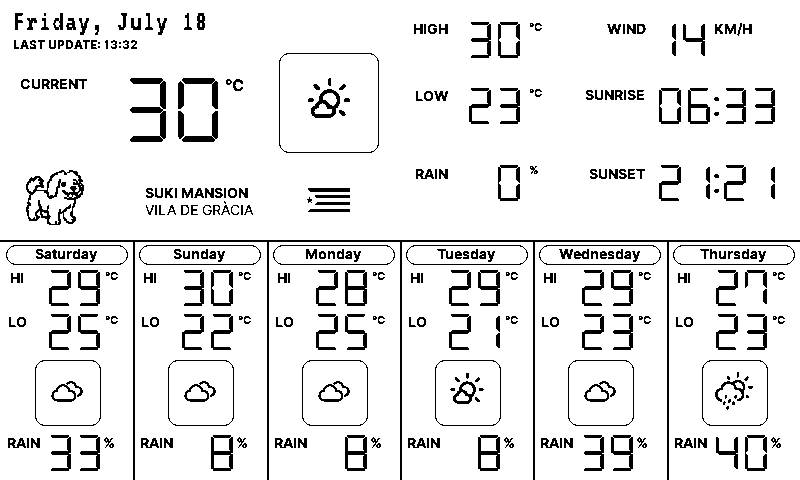 Friday, July 18
LAST UPDATE: 13:32
CURRENT 30 °C
HIGH 30 °C
WIND 14 KM/H
LOW 23 °C
SUNRISE 06:33
RAIN 0 %
SUNSET 21:21
SUKI MANSION
VILA DE GRÀCIA
Saturday
HI 29 °C
LO 25 °C
RAIN 33 %
Sunday
HI 30 °C
LO 22 °C
RAIN 8 %
Monday
HI 28 °C
LO 25 °C
RAIN 8 %
Tuesday
HI 29 °C
LO 21 °C
RAIN 8 %
Wednesday
HI 29 °C
LO 23 °C
RAIN 39 %
Thursday
HI 27 °C
LO 23 °C
RAIN 40 %